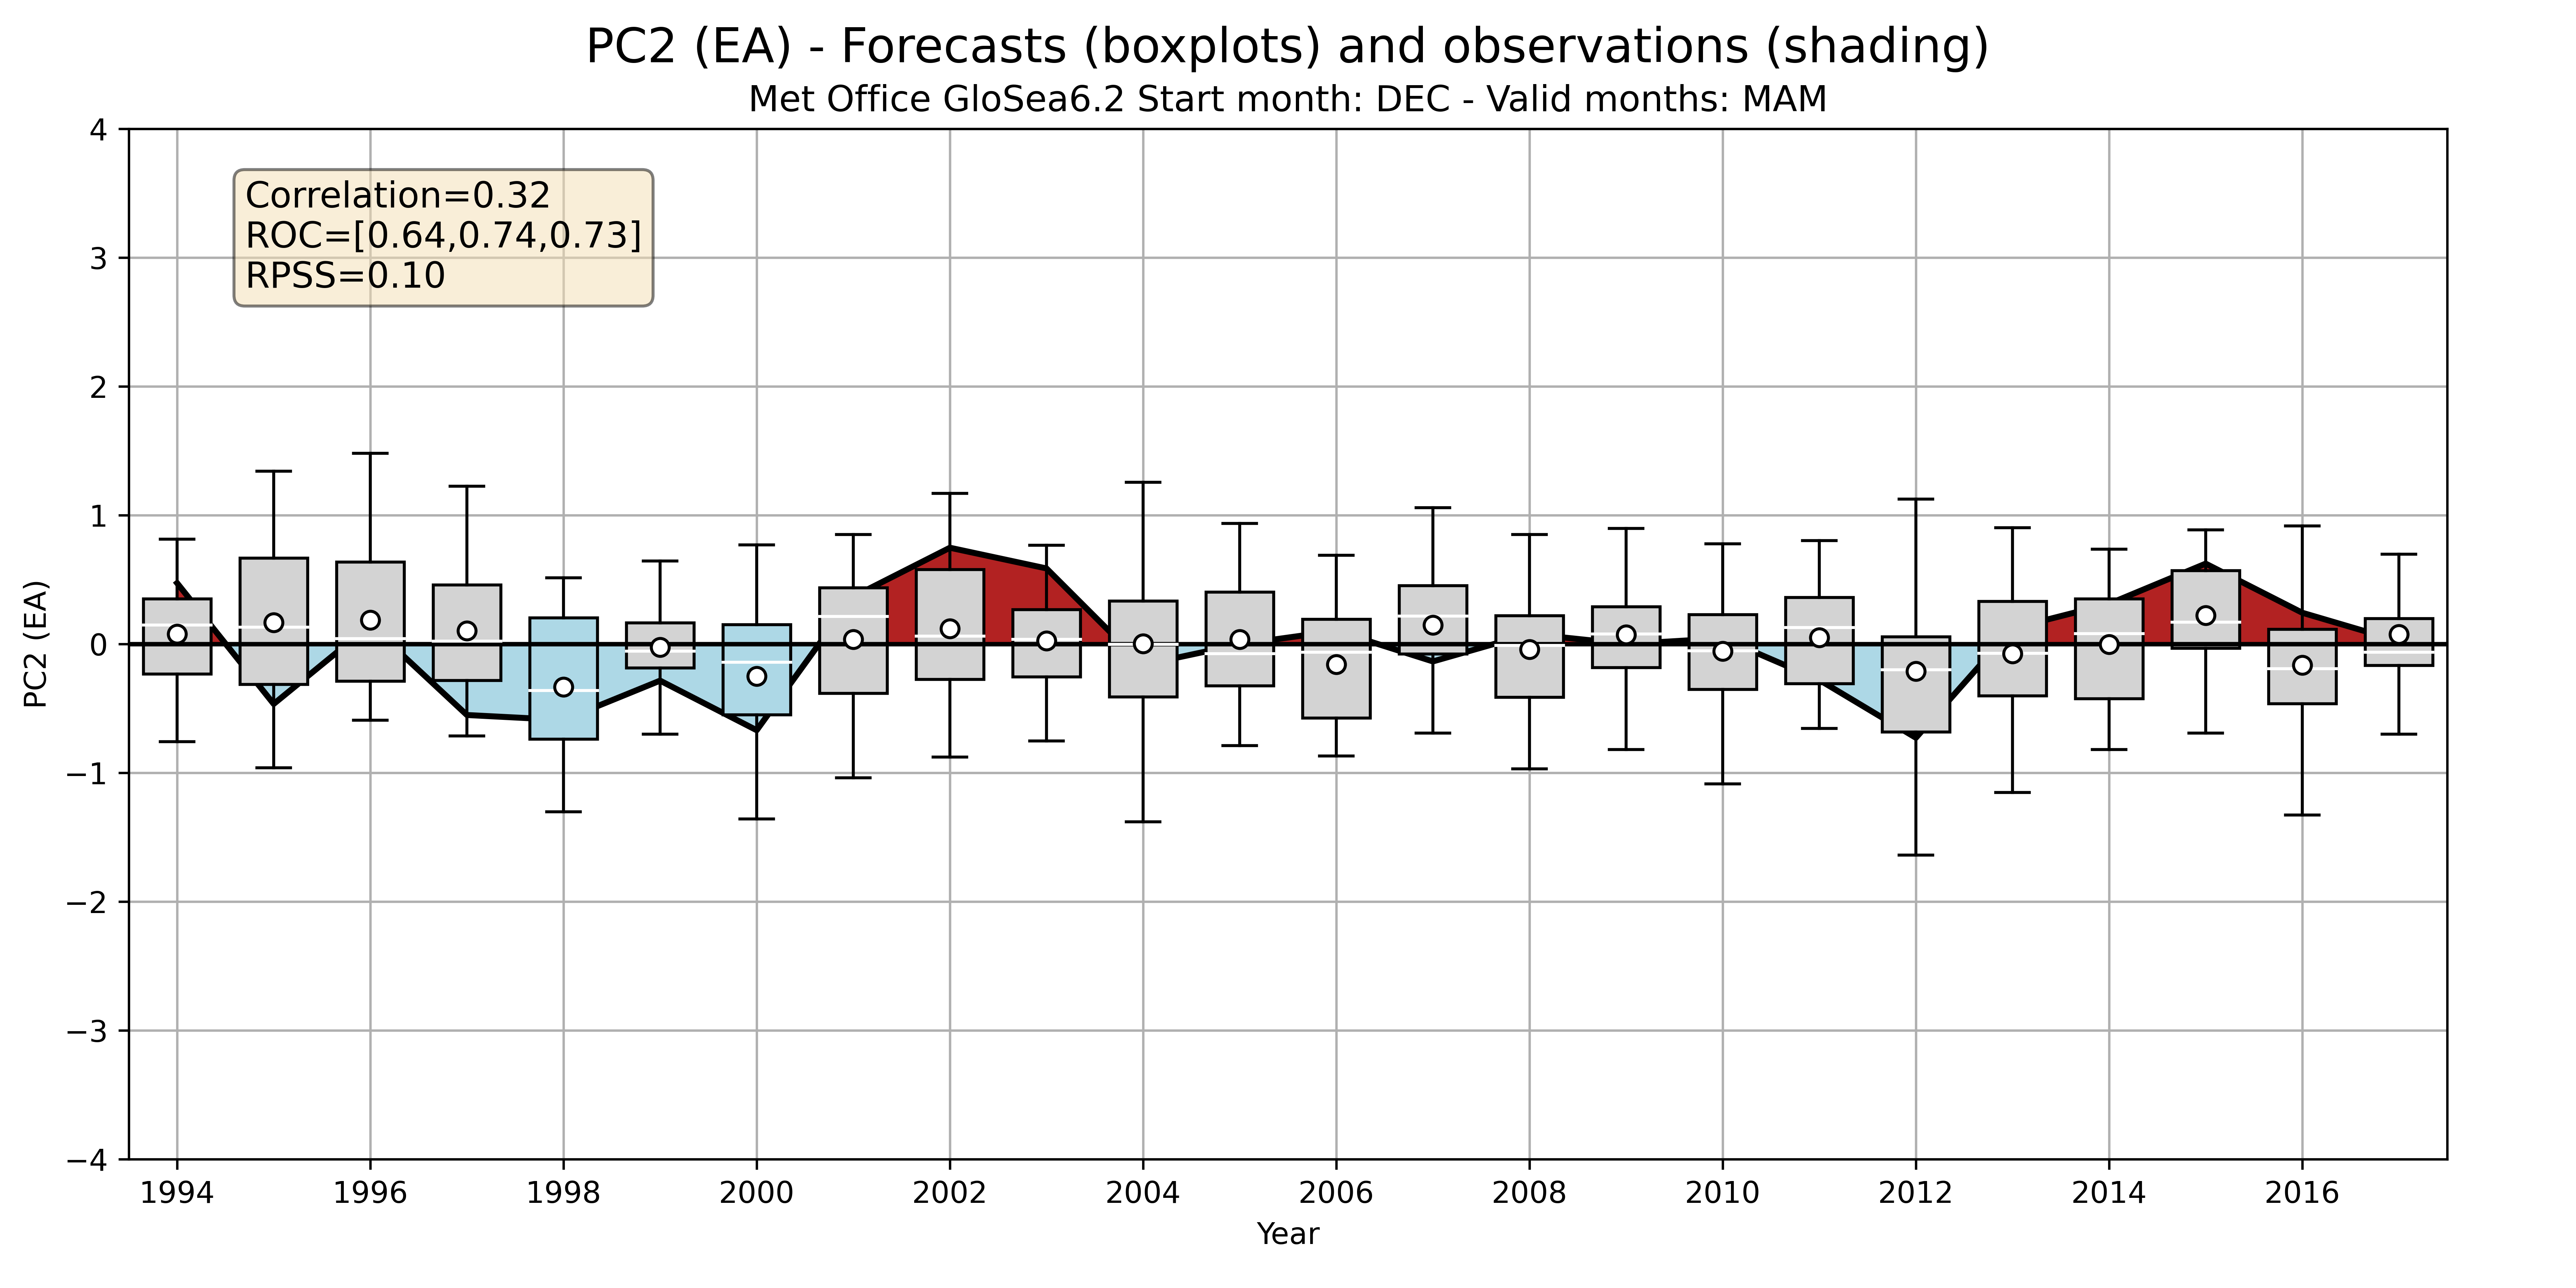 PC2 (EA) - Forecasts (boxplots) and observations (shading)
Met Office GloSea6.2 Start month: DEC - Valid months: MAM
Correlation=0.32
ROC=[0.64,0.74,0.73]
RPSS=0.10
PC2 (EA)
4
3
2
1
0
−1
−2
−3
−4
1994 1996 1998 2000 2002 2004 2006 2008 2010 2012 2014 2016
Year